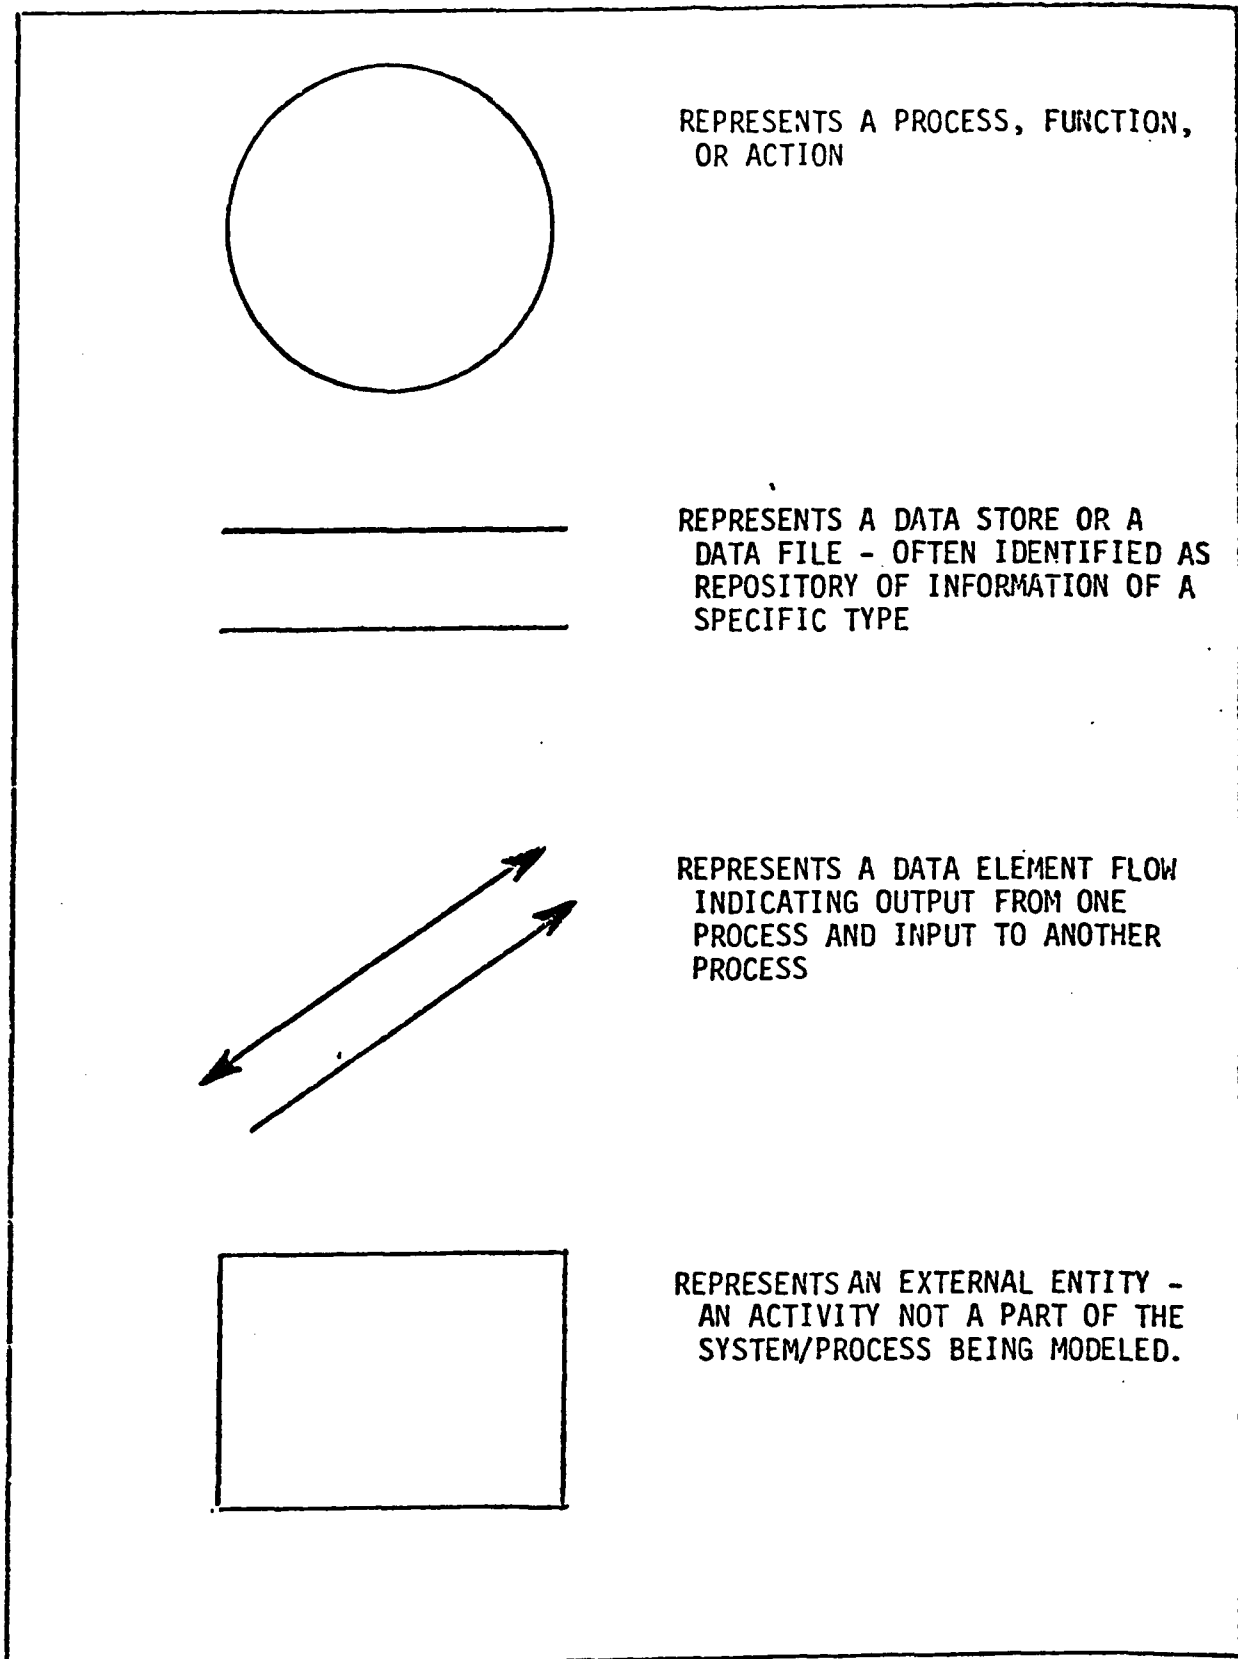 REPRESENTS A PROCESS, FUNCTION,
OR ACTION
REPRESENTS A DATA STORE OR A
DATA FILE - OFTEN IDENTIFIED AS
REPOSITORY OF INFORMATION OF A
SPECIFIC TYPE
REPRESENTS A DATA ELEMENT FLOW
INDICATING OUTPUT FROM ONE
PROCESS AND INPUT TO ANOTHER
PROCESS
REPRESENTS AN EXTERNAL ENTITY -
AN ACTIVITY NOT A PART OF THE
SYSTEM/PROCESS BEING MODELED.